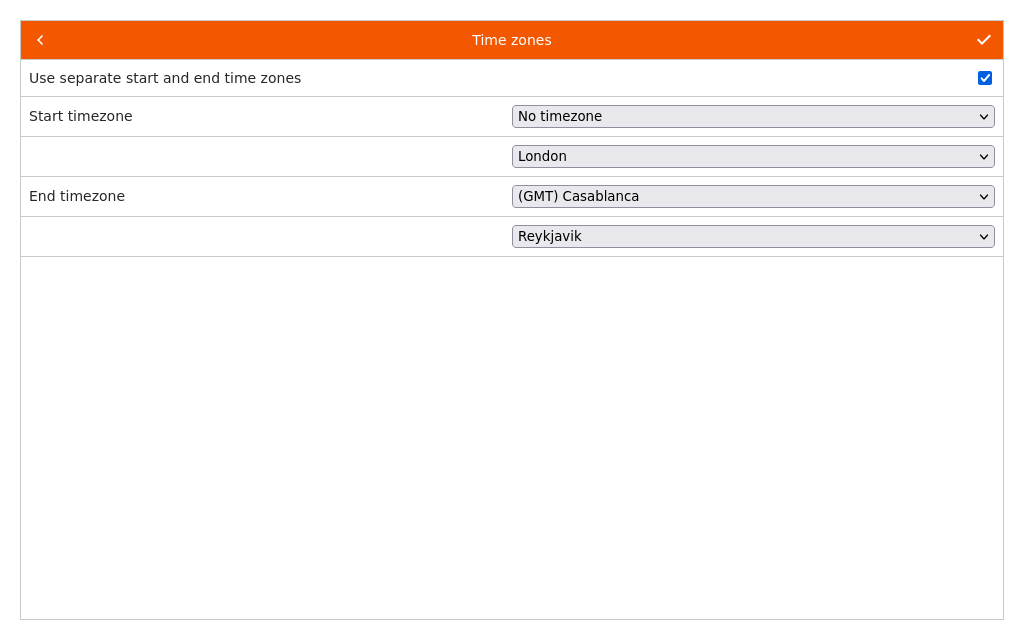 Time zones
Use separate start and end time zones
Start timezone No timezone
London
End timezone (GMT) Casablanca
Reykjavik